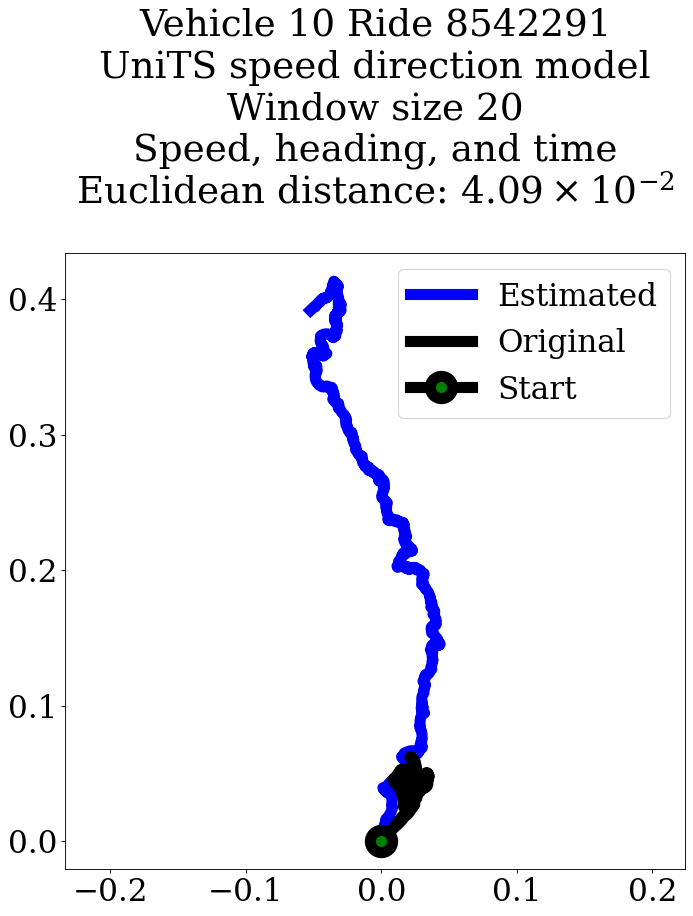 Vehicle 10 Ride 8542291
UniTS speed direction model
Window size 20
Speed, heading, and time
Euclidean distance: 4.09 × 10⁻²
Estimated
Original
Start
0.4
0.3
0.2
0.1
0.0
−0.2 −0.1 0.0 0.1 0.2